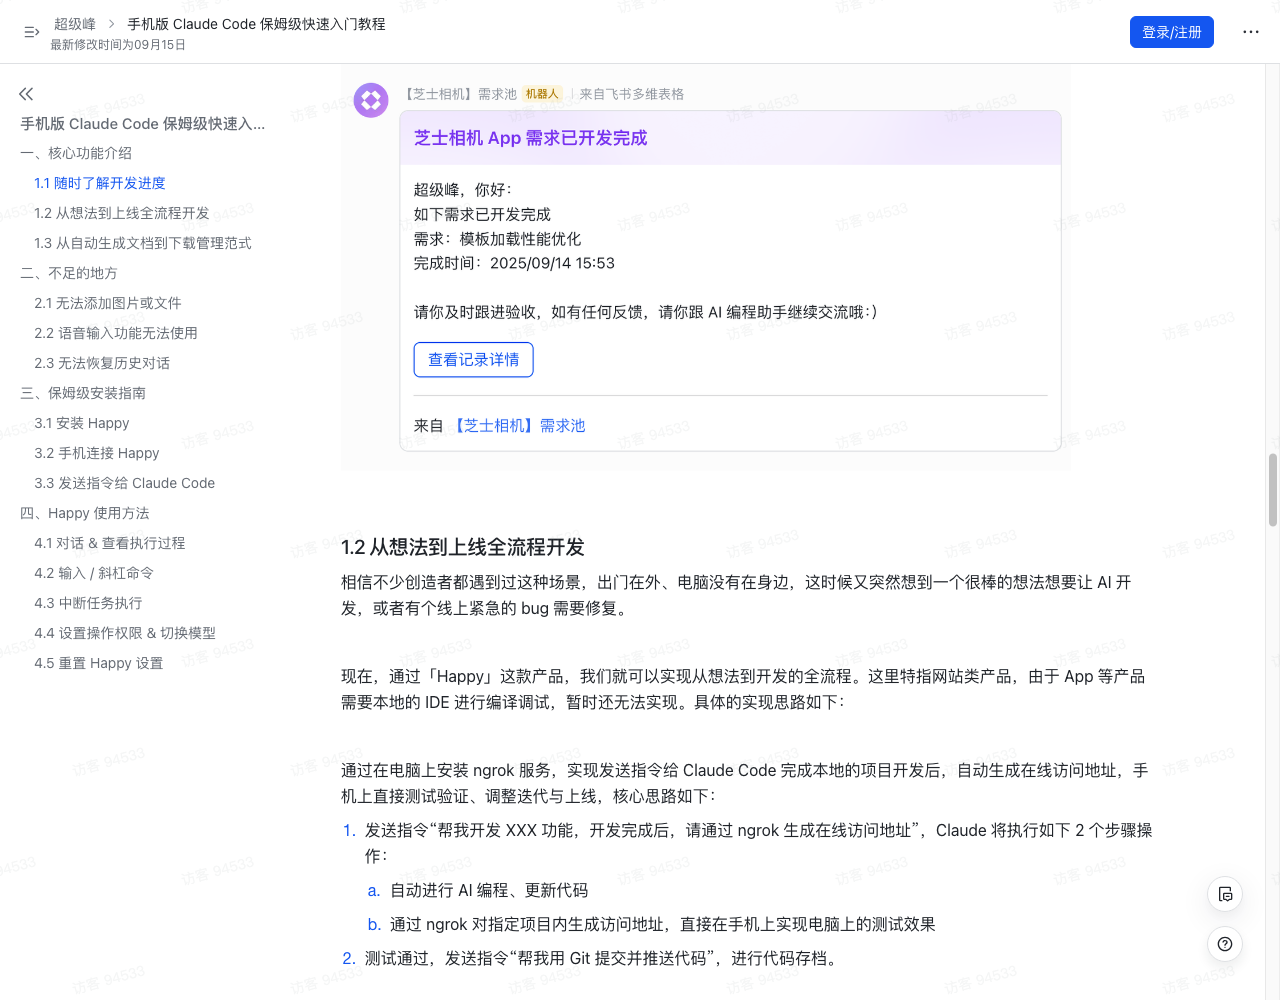 超级峰 > 手机版 Claude Code 保姆级快速入门教程
最新修改时间为09月15日
登录/注册
手机版 Claude Code 保姆级快速入...
一、核心功能介绍
1.1 随时了解开发进度
1.2 从想法到上线全流程开发
1.3 从自动生成文档到下载管理范式
二、不足的地方
2.1 无法添加图片或文件
2.2 语音输入功能无法使用
2.3 无法恢复历史对话
三、保姆级安装指南
3.1 安装 Happy
3.2 手机连接 Happy
3.3 发送指令给 Claude Code
四、Happy 使用方法
4.1 对话 & 查看执行过程
4.2 输入 / 斜杠命令
4.3 中断任务执行
4.4 设置操作权限 & 切换模型
4.5 重置 Happy 设置
【芝士相机】需求池 机器人 | 来自飞书多维表格
芝士相机 App 需求已开发完成
超级峰，你好：
如下需求已开发完成
需求：模板加载性能优化
完成时间：2025/09/14 15:53
请你及时跟进验收，如有任何反馈，请你跟 AI 编程助手继续交流哦：）
查看记录详情
来自 【芝士相机】需求池
1.2 从想法到上线全流程开发
相信不少创造者都遇到过这种场景，出门在外、电脑没有在身边，这时候又突然想到一个很棒的想法想要让 AI 开
发，或者有个线上紧急的 bug 需要修复。
现在，通过「Happy」这款产品，我们就可以实现从想法到开发的全流程。这里特指网站类产品，由于 App 等产品
需要本地的 IDE 进行编译调试，暂时还无法实现。具体的实现思路如下：
通过在电脑上安装 ngrok 服务，实现发送指令给 Claude Code 完成本地的项目开发后，自动生成在线访问地址，手
机上直接测试验证、调整迭代与上线，核心思路如下：
1. 发送指令“帮我开发 XXX 功能，开发完成后，请通过 ngrok 生成在线访问地址”，Claude 将执行如下 2 个步骤操
作：
a. 自动进行 AI 编程、更新代码
b. 通过 ngrok 对指定项目内生成访问地址，直接在手机上实现电脑上的测试效果
2. 测试通过，发送指令“帮我用 Git 提交并推送代码”，进行代码存档。
访客 94533